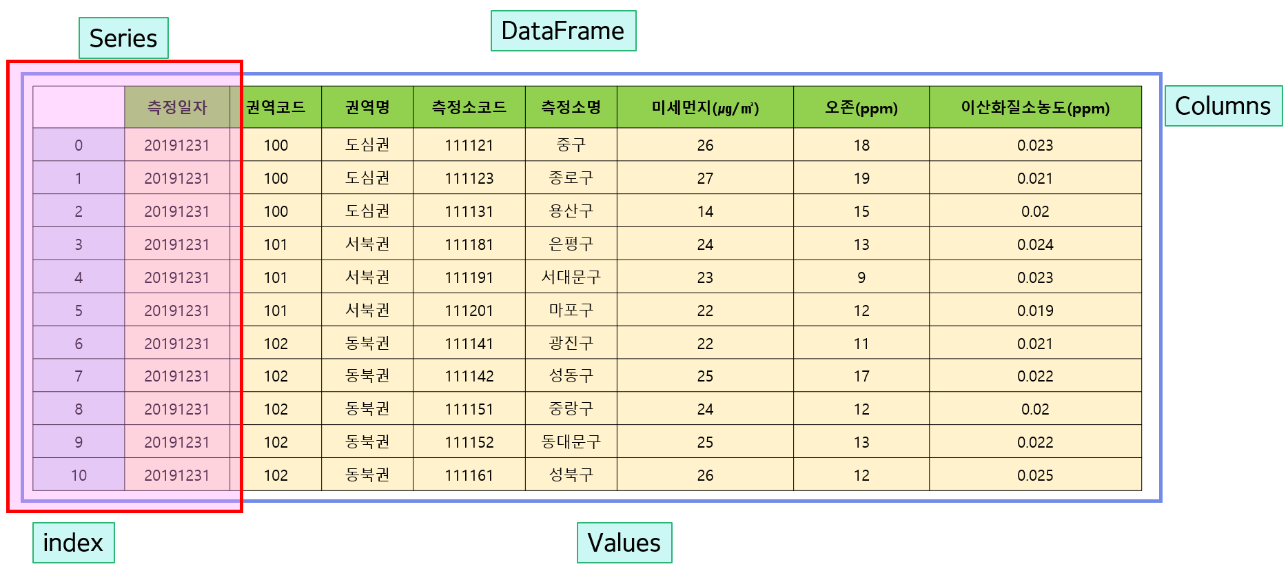 Series
DataFrame
Columns
측정일자 권역코드 권역명 측정소코드 측정소명 미세먼지(㎍/㎥) 오존(ppm) 이산화질소농도(ppm)
0 20191231 100 도심권 111121 중구 26 18 0.023
1 20191231 100 도심권 111123 종로구 27 19 0.021
2 20191231 100 도심권 111131 용산구 14 15 0.02
3 20191231 101 서북권 111181 은평구 24 13 0.024
4 20191231 101 서북권 111191 서대문구 23 9 0.023
5 20191231 101 서북권 111201 마포구 22 12 0.019
6 20191231 102 동북권 111141 광진구 22 11 0.021
7 20191231 102 동북권 111142 성동구 25 17 0.022
8 20191231 102 동북권 111151 중랑구 24 12 0.02
9 20191231 102 동북권 111152 동대문구 25 13 0.022
10 20191231 102 동북권 111161 성북구 26 12 0.025
index
Values